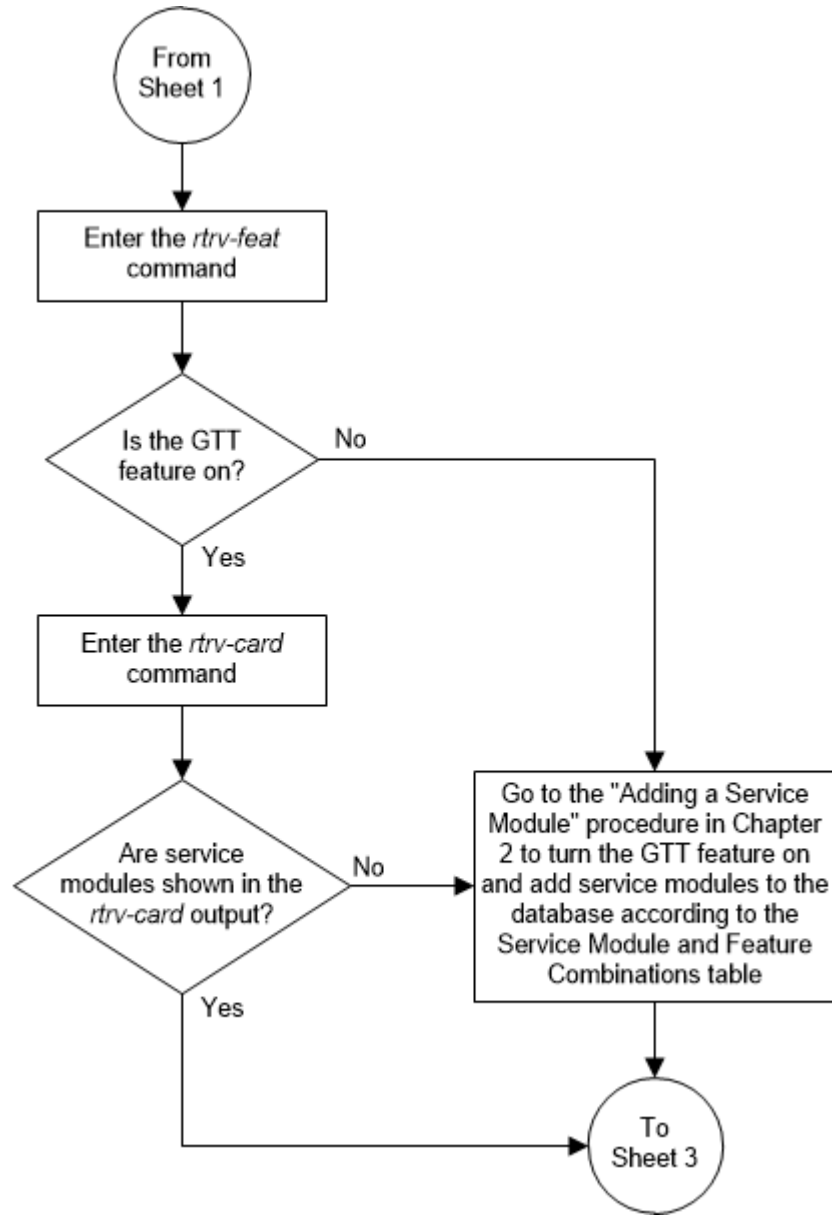 From
Sheet 1
Enter the rtrv-feat
command
Is the GTT
feature on?
No
Yes
Enter the rtrv-card
command
Are service
modules shown in the
rtrv-card output?
No
Yes
Go to the "Adding a Service
Module" procedure in Chapter
2 to turn the GTT feature on
and add service modules to the
database according to the
Service Module and Feature
Combinations table
To
Sheet 3